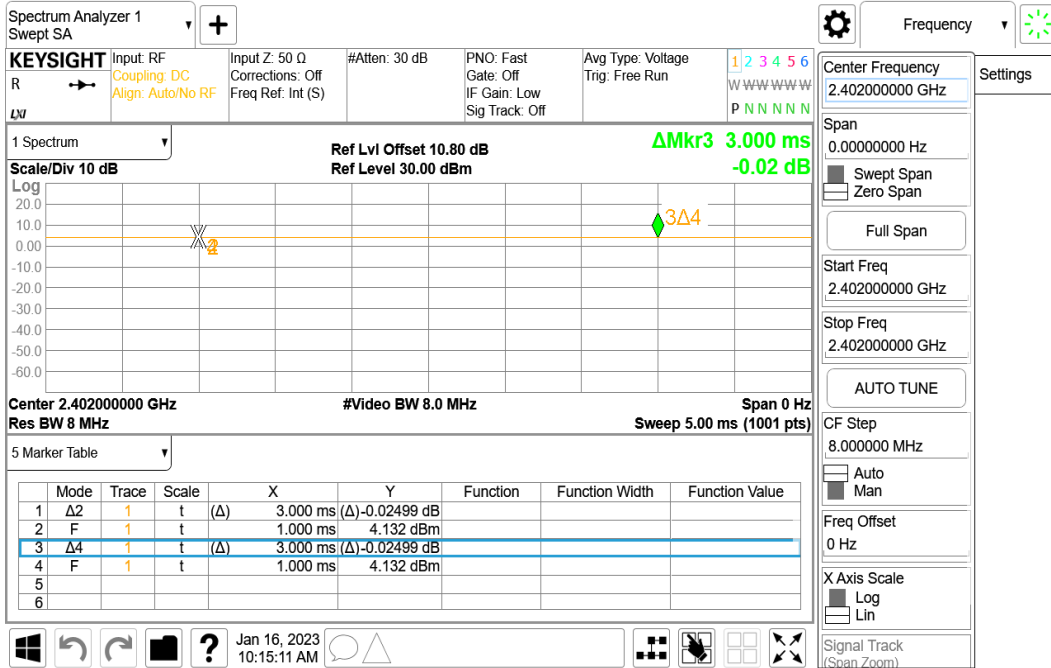 Spectrum Analyzer 1
Swept SA
+
Frequency
KEYSIGHT
R
LXI
Input: RF
Coupling: DC
Align: Auto/No RF
Input Z: 50 Ω
Corrections: Off
Freq Ref: Int (S)
#Atten: 30 dB
PNO: Fast
Gate: Off
IF Gain: Low
Sig Track: Off
Avg Type: Voltage
Trig: Free Run
1 2 3 4 5 6
W W W W W W
P N N N N N
1 Spectrum
Scale/Div 10 dB
Ref Lvl Offset 10.80 dB
Ref Level 30.00 dBm
ΔMkr3 3.000 ms
-0.02 dB
Log
20.0
10.0
0.00
-10.0
-20.0
-30.0
-40.0
-50.0
-60.0
3Δ4
Center 2.402000000 GHz
#Video BW 8.0 MHz
Span 0 Hz
Res BW 8 MHz
Sweep 5.00 ms (1001 pts)
5 Marker Table
Mode Trace Scale X Y Function Function Width Function Value
1 Δ2 1 t (Δ) 3.000 ms (Δ)-0.02499 dB
2 F 1 t 1.000 ms 4.132 dBm
3 Δ4 1 t (Δ) 3.000 ms (Δ)-0.02499 dB
4 F 1 t 1.000 ms 4.132 dBm
5
6
?
Jan 16, 2023
10:15:11 AM
Center Frequency
2.402000000 GHz
Settings
Span
0.00000000 Hz
Swept Span
Zero Span
Full Span
Start Freq
2.402000000 GHz
Stop Freq
2.402000000 GHz
AUTO TUNE
CF Step
8.000000 MHz
Auto
Man
Freq Offset
0 Hz
X Axis Scale
Log
Lin
Signal Track
(Span Zoom)